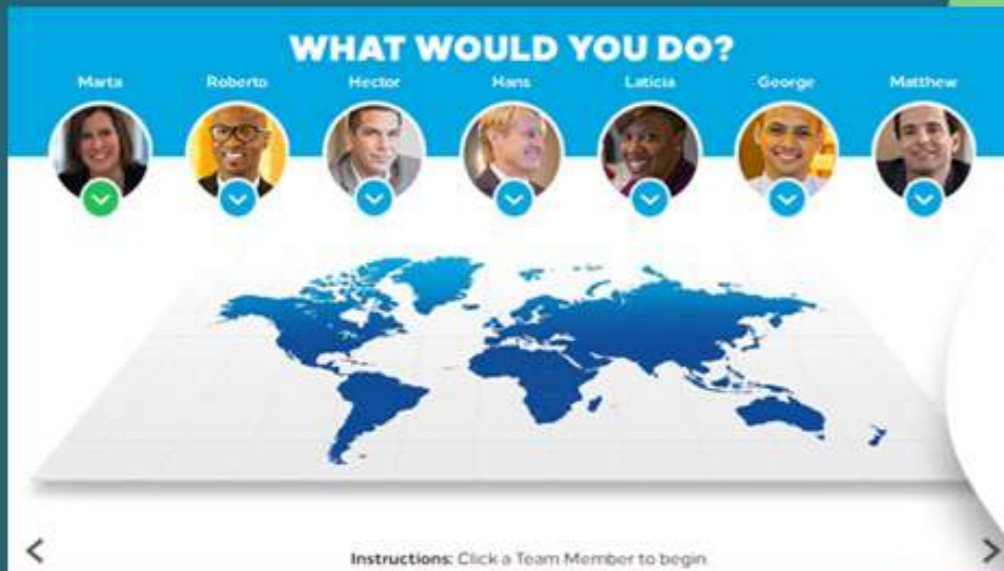 WHAT WOULD YOU DO?
Marta Roberto Hector Hans Laticia George Matthew
Instructions: Click a Team Member to begin